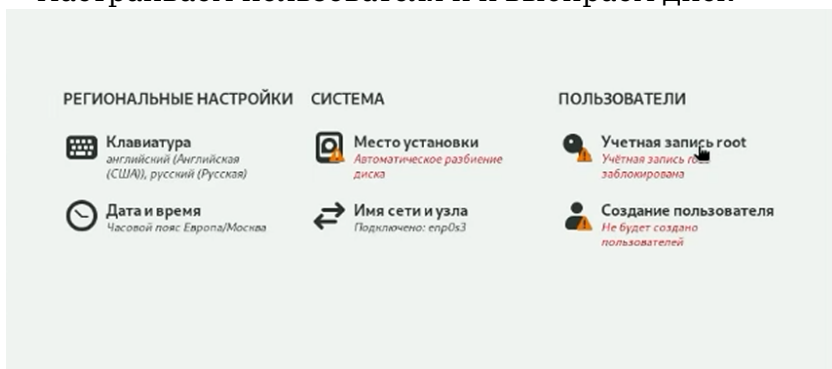 РЕГИОНАЛЬНЫЕ НАСТРОЙКИ
СИСТЕМА
ПОЛЬЗОВАТЕЛИ
Клавиатура
английский (Английская
(США)), русский (Русская)
Место установки
Автоматическое разбиение
диска
Учетная запись root
Учётная запись
заблокирована
Дата и время
Часовой пояс Европа/Москва
Имя сети и узла
Подключено: enp0s3
Создание пользователя
Не будет создано
пользователей